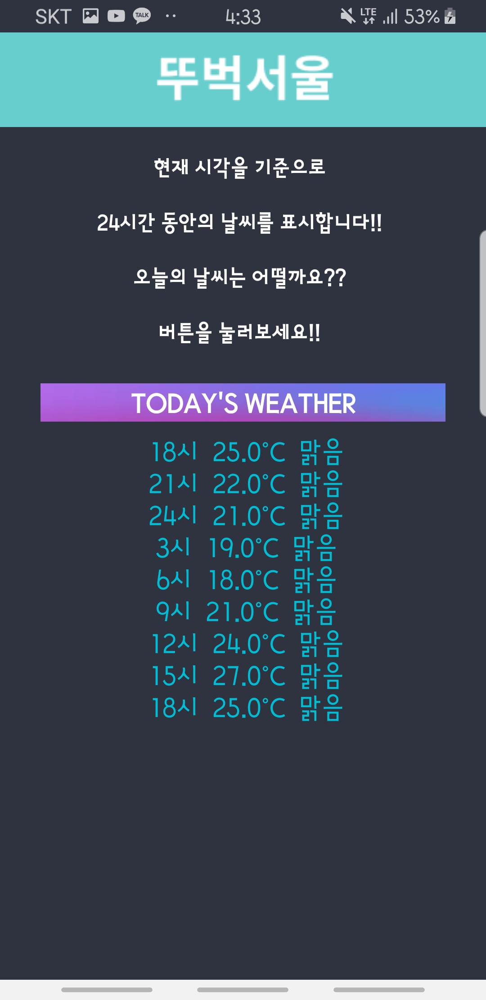 SKT TALK 4:33 LTE 53%
뚜벅서울
현재 시각을 기준으로
24시간 동안의 날씨를 표시합니다!!
오늘의 날씨는 어떨까요??
버튼을 눌러보세요!!
TODAY'S WEATHER
18시 25.0°C 맑음
21시 22.0°C 맑음
24시 21.0°C 맑음
3시 19.0°C 맑음
6시 18.0°C 맑음
9시 21.0°C 맑음
12시 24.0°C 맑음
15시 27.0°C 맑음
18시 25.0°C 맑음